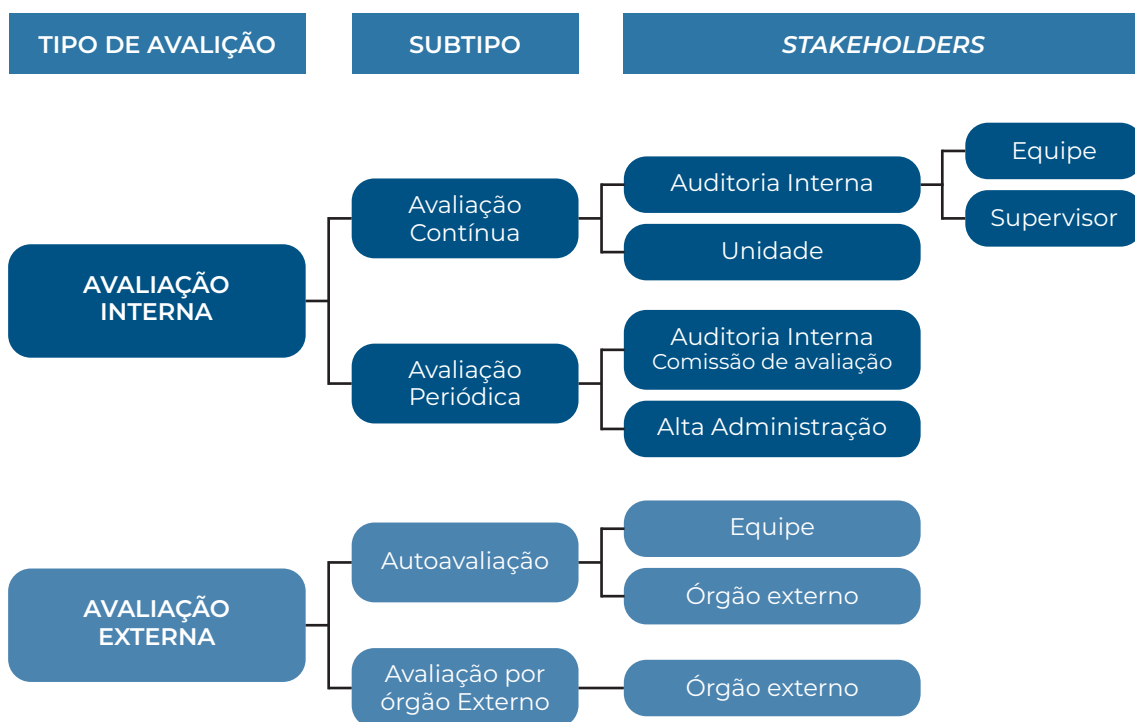 TIPO DE AVALIÇÃO
SUBTIPO
STAKEHOLDERS
AVALIAÇÃO
INTERNA
Avaliação
Contínua
Auditoria Interna
Equipe
Supervisor
Unidade
Avaliação
Periódica
Auditoria Interna
Comissão de avaliação
Alta Administração
AVALIAÇÃO
EXTERNA
Autoavaliação
Equipe
Órgão externo
Avaliação por
órgão Externo
Órgão externo